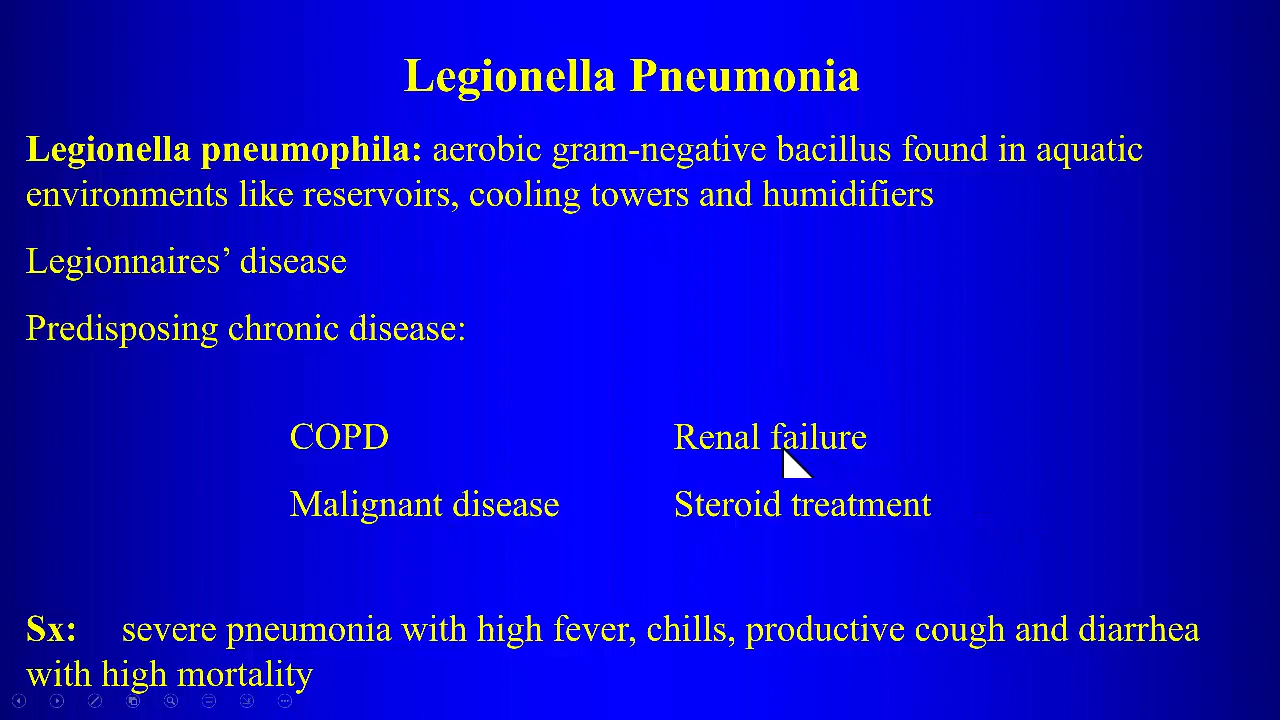 Legionella Pneumonia
Legionella pneumophila: aerobic gram-negative bacillus found in aquatic
environments like reservoirs, cooling towers and humidifiers
Legionnaires’ disease
Predisposing chronic disease:
COPD Renal failure
Malignant disease Steroid treatment
Sx: severe pneumonia with high fever, chills, productive cough and diarrhea
with high mortality